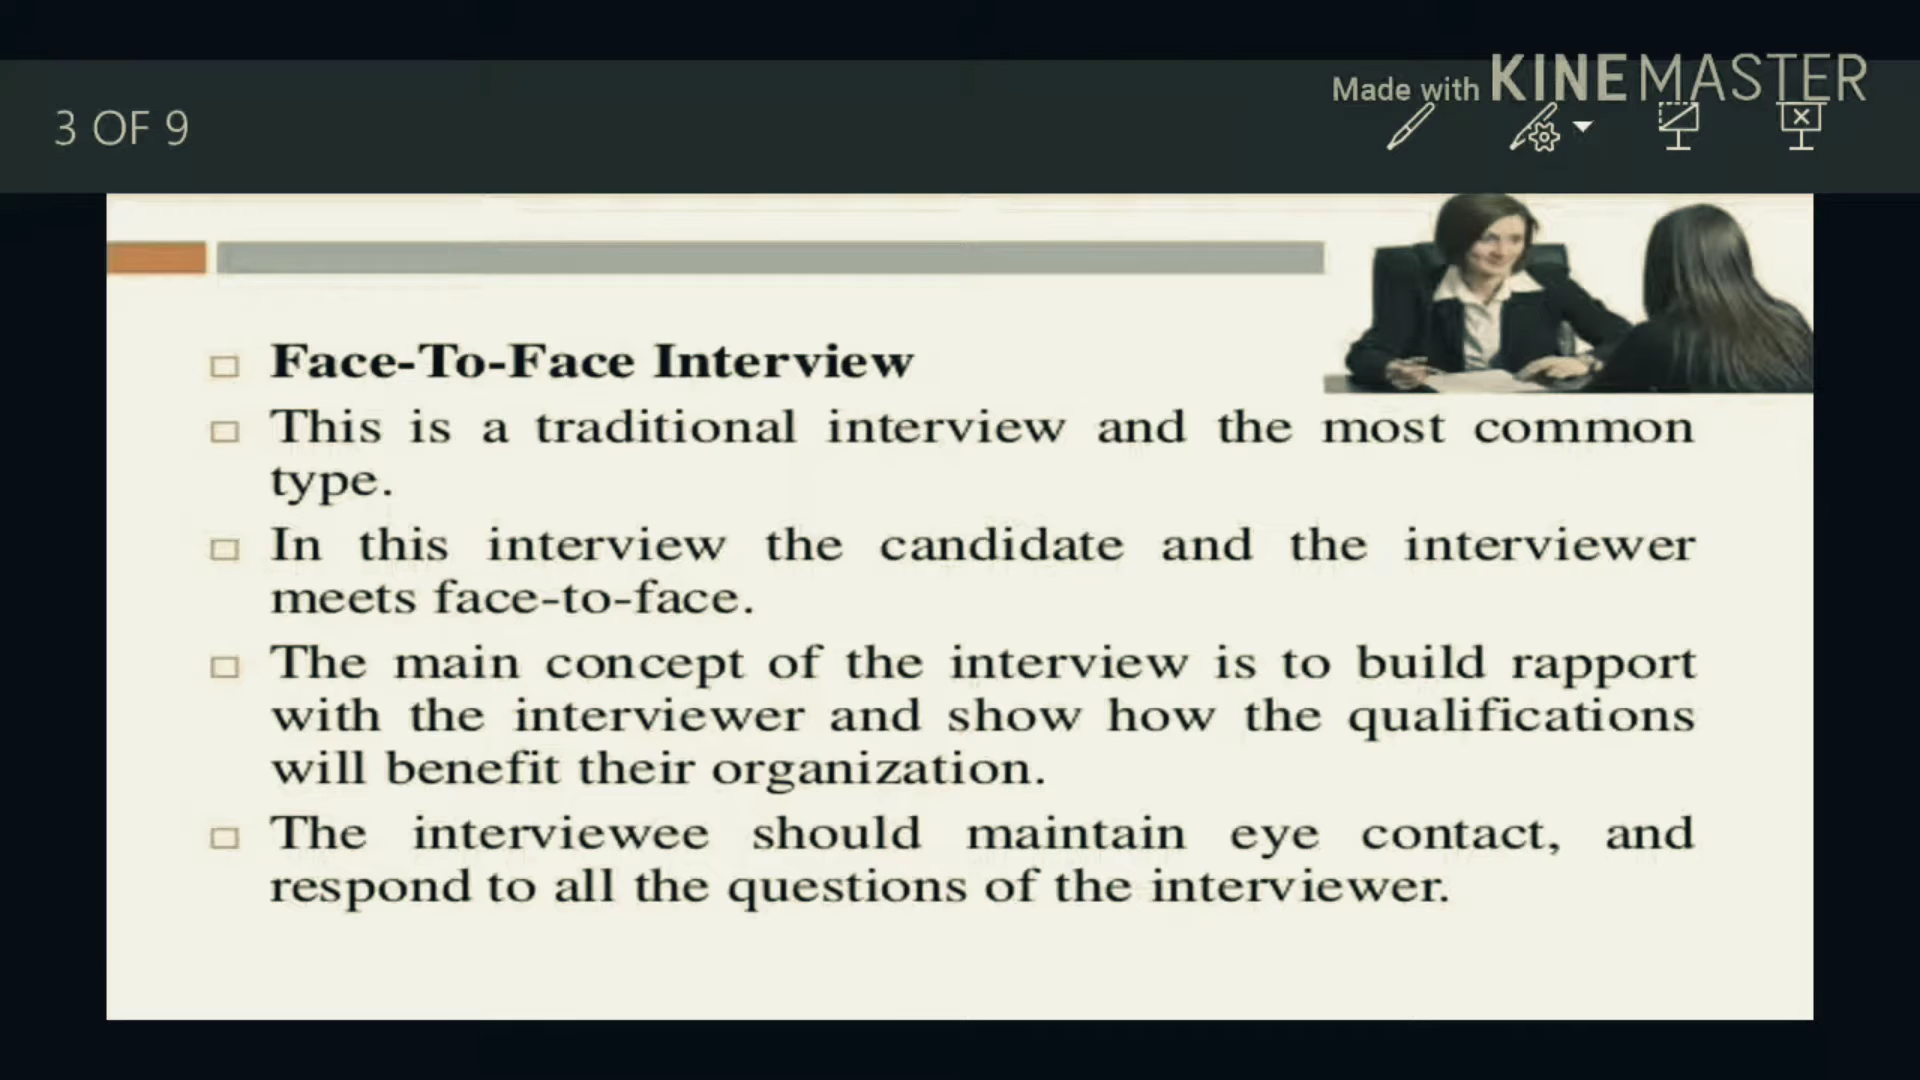 Made with KINEMASTER
3 OF 9
Face-To-Face Interview
This is a traditional interview and the most common
type.
In this interview the candidate and the interviewer
meets face-to-face.
The main concept of the interview is to build rapport
with the interviewer and show how the qualifications
will benefit their organization.
The interviewee should maintain eye contact, and
respond to all the questions of the interviewer.